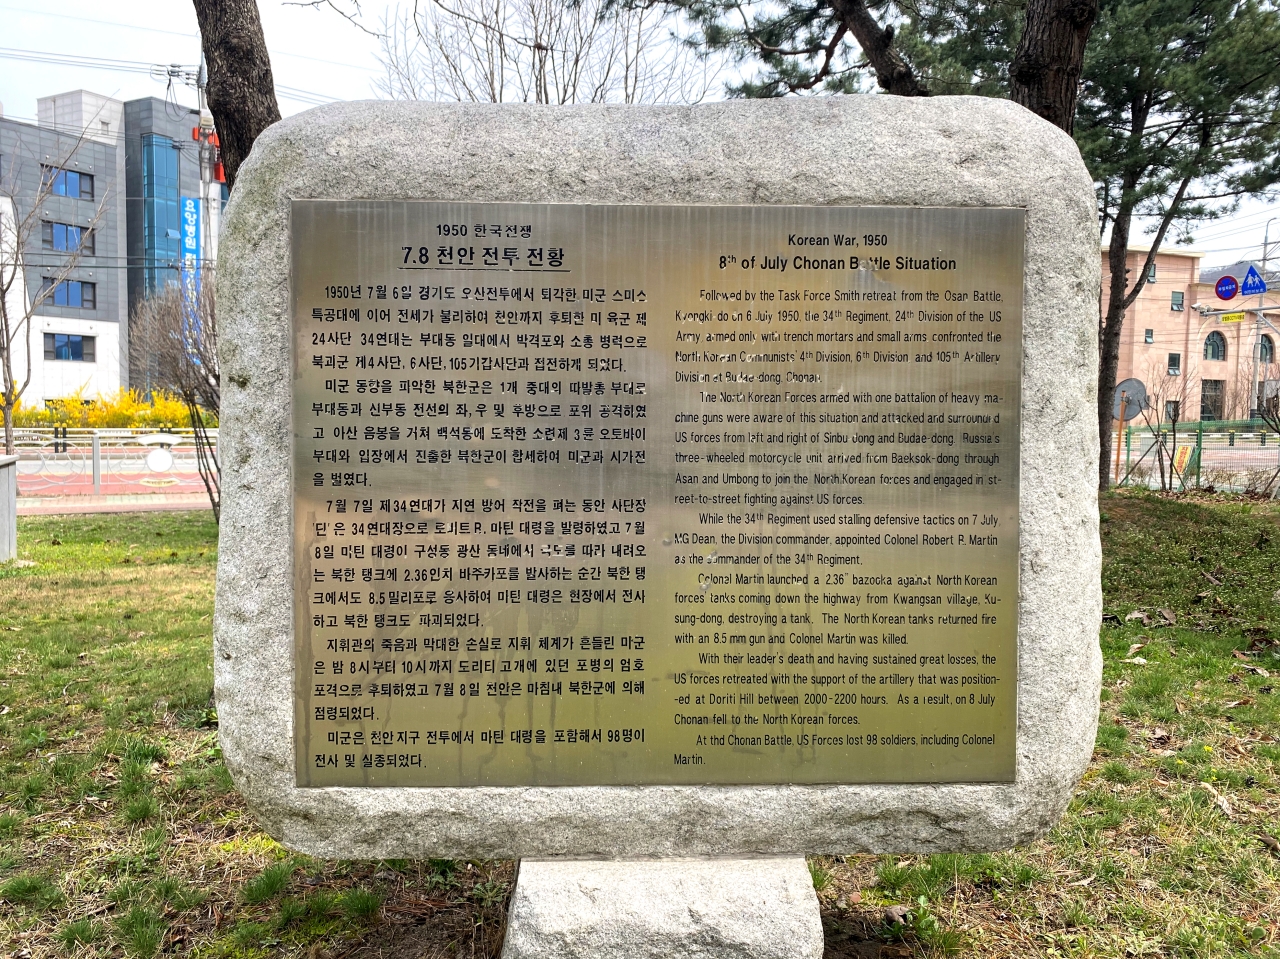 1950 한국전쟁
7.8 천안 전투 전황
1950년 7월 6일 경기도 오산전투에서 퇴각한 미군 스미스
특공대에 이어 전세가 불리하여 천안까지 후퇴한 미 육군 제
24사단 34연대는 부대동 일대에서 박격포와 소총 병력으로
북괴군 제4사단, 6사단, 105기갑사단과 접전하게 되었다.
미군 동향을 파악한 북한군은 1개 중대의 따발총 부대로
부대동과 신부동 전선의 좌, 우 및 후방으로 포위 공격하였
고 아산 음봉을 거쳐 백석동에 도착한 소련제 3륜 오토바이
부대와 입장에서 진출한 북한군이 합세하여 미군과 시가전
을 벌였다.
7월 7일 제34연대가 지연 방어 작전을 펴는 동안 사단장
'딘'은 34연대장으로 로버트 R. 마틴 대령을 발령하였고 7월
8일 마틴 대령이 구성동 광산 동네에서 국도를 따라 내려오
는 북한 탱크에 2.36인치 바주카포를 발사하는 순간 북한 탱
크에서도 8.5밀리포로 응사하여 마틴 대령은 현장에서 전사
하고 북한 탱크도 파괴되었다.
지휘관의 죽음과 막대한 손실로 지휘 체계가 흔들린 미군
은 밤 8시부터 10시까지 도리티 고개에 있던 포병의 엄호
포격으로 후퇴하였고 7월 8일 천안은 마침내 북한군에 의해
점령되었다.
미군은 천안지구 전투에서 마틴 대령을 포함해서 98명이
전사 및 실종되었다.
Korean War, 1950
8th of July Chonan Battle Situation
Followed by the Task Force Smith retreat from the Osan Battle,
Kyongki do on 6 July 1950, the 34th Regiment, 24th Division of the US
Army, armed only with trench mortars and small arms confronted the
North Korean Communists' 4th Division, 6th Division and 105th Artillery
Division at Budae-dong, Chonan.
The North Korean Forces armed with one battalion of heavy ma-
chine guns were aware of this situation and attacked and surrounded
US forces from left and right of Sinbu Jong and Budae-dong. Russia's
three-wheeled motorcycle unit arrived from Baeksok-dong through
Asan and Umbong to join the North Korean forces and engaged in st-
reet-to-street fighting against US forces.
While the 34th Regiment used stalling defensive tactics on 7 July,
MG Dean, the Division commander, appointed Colonel Robert R. Martin
as the commander of the 34th Regiment.
Colonel Martin launched a 2.36" bazooka against North Korean
forces tanks coming down the highway from Kwangsan village, Ku-
sung-dong, destroying a tank. The North Korean tanks returned fire
with an 8.5 mm gun and Colonel Martin was killed.
With their leader's death and having sustained great losses, the
US forces retreated with the support of the artillery that was position-
-ed at Doriti Hill between 2000-2200 hours. As a result, on 8 July
Chonan fell to the North Korean forces.
At thd Chonan Battle, US Forces lost 98 soldiers, including Colonel
Martin.
요양병원